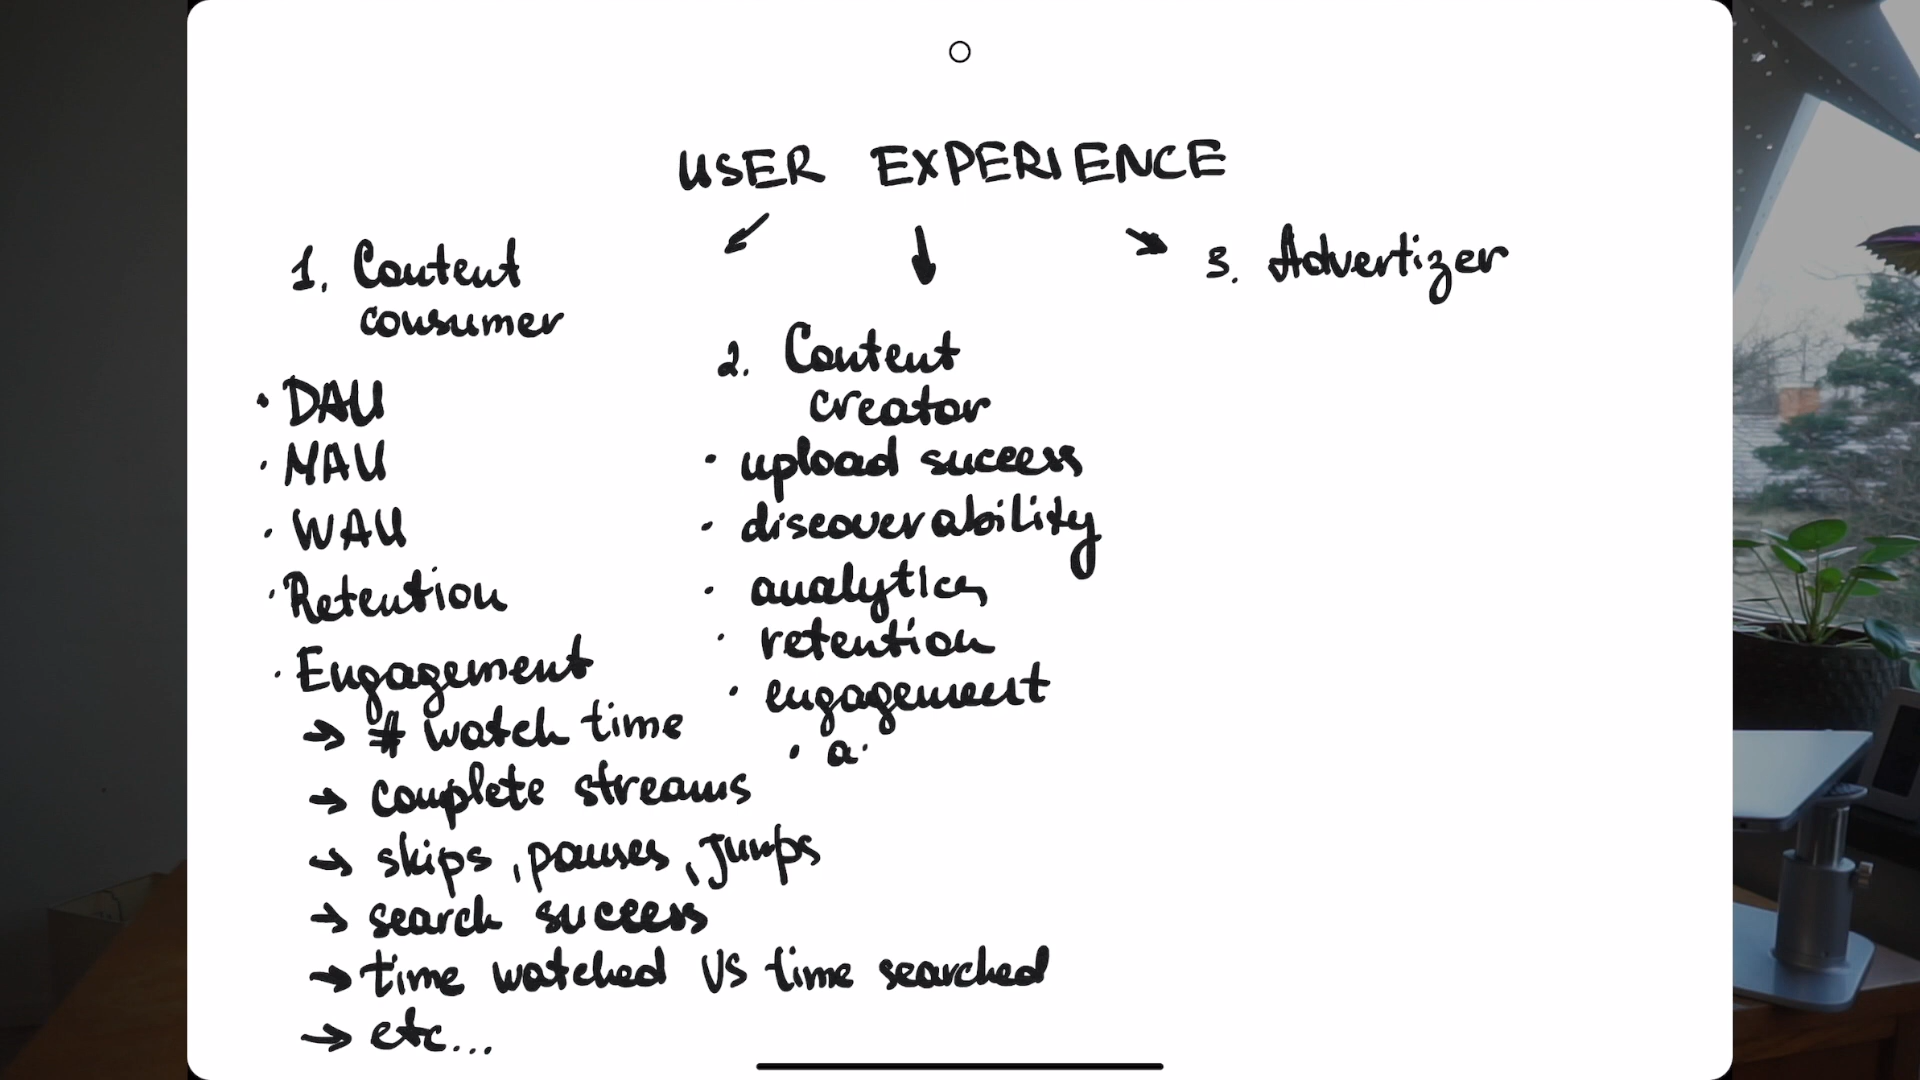 USER EXPERIENCE
1. Content
consumer
• DAU
• MAU
• WAU
• Retention
• Engagement
→ # watch time
→ complete streams
→ skips, pauses, jumps
→ search success
→ time watched VS time searched
→ etc...
2. Content
creator
• upload success
• discoverability
• analytics
• retention
• engagement
• a
3. Advertizer